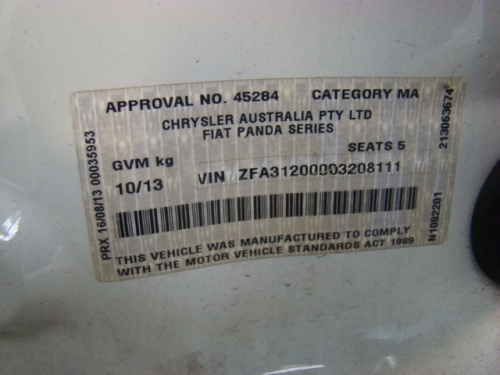 APPROVAL NO. 45284 CATEGORY MA
CHRYSLER AUSTRALIA PTY LTD
FIAT PANDA SERIES
SEATS 5
GVM kg
10/13 VIN ZFA31200003208111
THIS VEHICLE WAS MANUFACTURED TO COMPLY
WITH THE MOTOR VEHICLE STANDARDS ACT 1989
PRX 16/08/13 00035953
N1082201 213063674